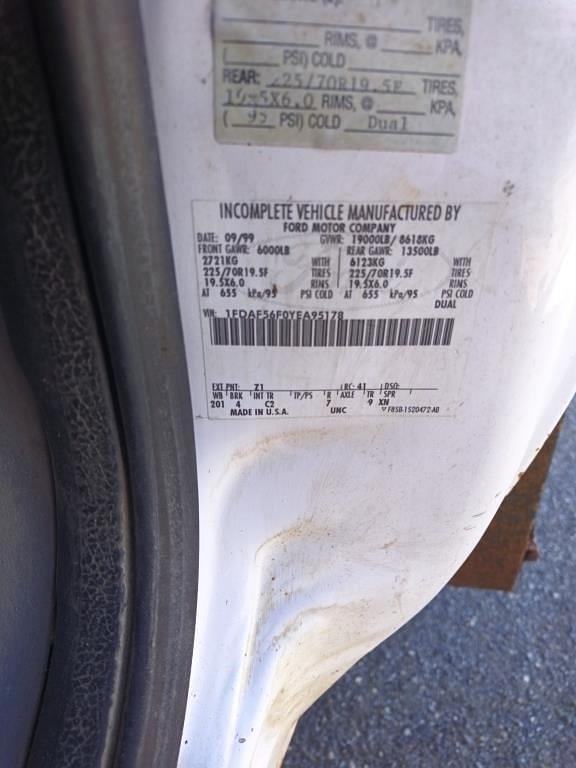 TIRES,
RIMS, @ KPA,
( PSI) COLD
REAR: 225/70R19.5F TIRES,
19.5X6.0 RIMS, @ KPA,
( 95 PSI) COLD Dual
INCOMPLETE VEHICLE MANUFACTURED BY
FORD MOTOR COMPANY
DATE: 09/99 GVWR: 19000LB/ 8618KG
FRONT GAWR: 6000LB REAR GAWR: 13500LB
2721KG WITH 6123KG WITH
225/70R19.5F TIRES 225/70R19.5F TIRES
19.5X6.0 RIMS 19.5X6.0 RIMS
AT 655 kPa/95 PSI COLD AT 655 kPa/95 PSI COLD
DUAL
VIN: 1FDAF56F0YEA95178
EXT PNT: Z1 RC: 41 DSO:
WB BRK INT TR TP/PS R AXLE TR SPR
201 4 C2 7 9 XN
MADE IN U.S.A. UNC F85B-1520472-AB